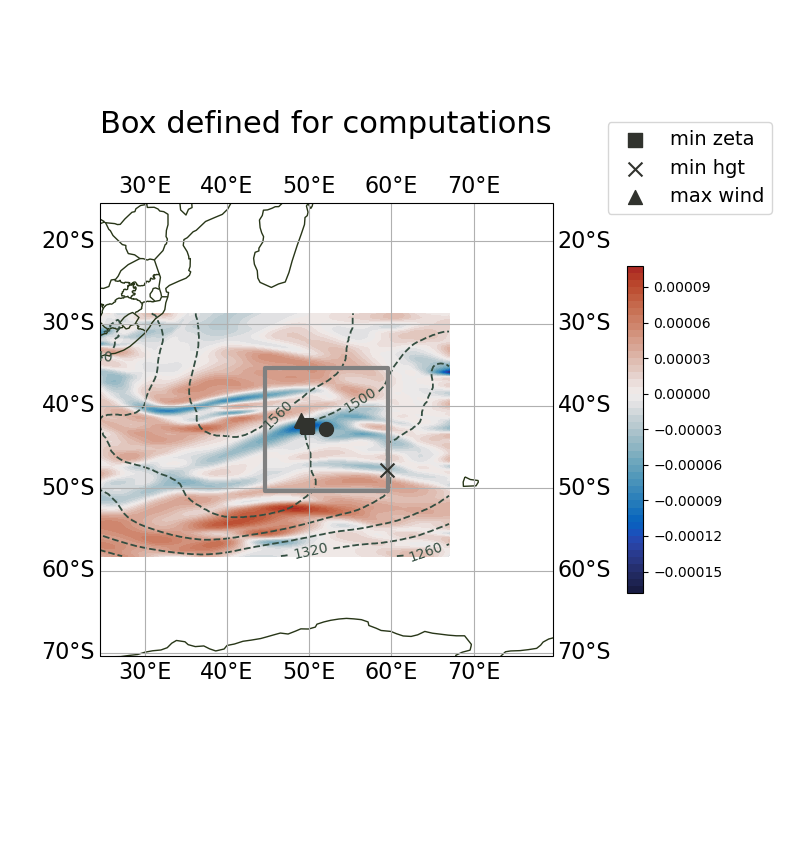 Box defined for computations
min zeta
min hgt
max wind
30°E 40°E 50°E 60°E 70°E
20°S 20°S
30°S 30°S
40°S 40°S
50°S 50°S
60°S 60°S
70°S 70°S
30°E 40°E 50°E 60°E 70°E
0
1560
1500
1320
1260
0.00009
0.00006
0.00003
0.00000
−0.00003
−0.00006
−0.00009
−0.00012
−0.00015